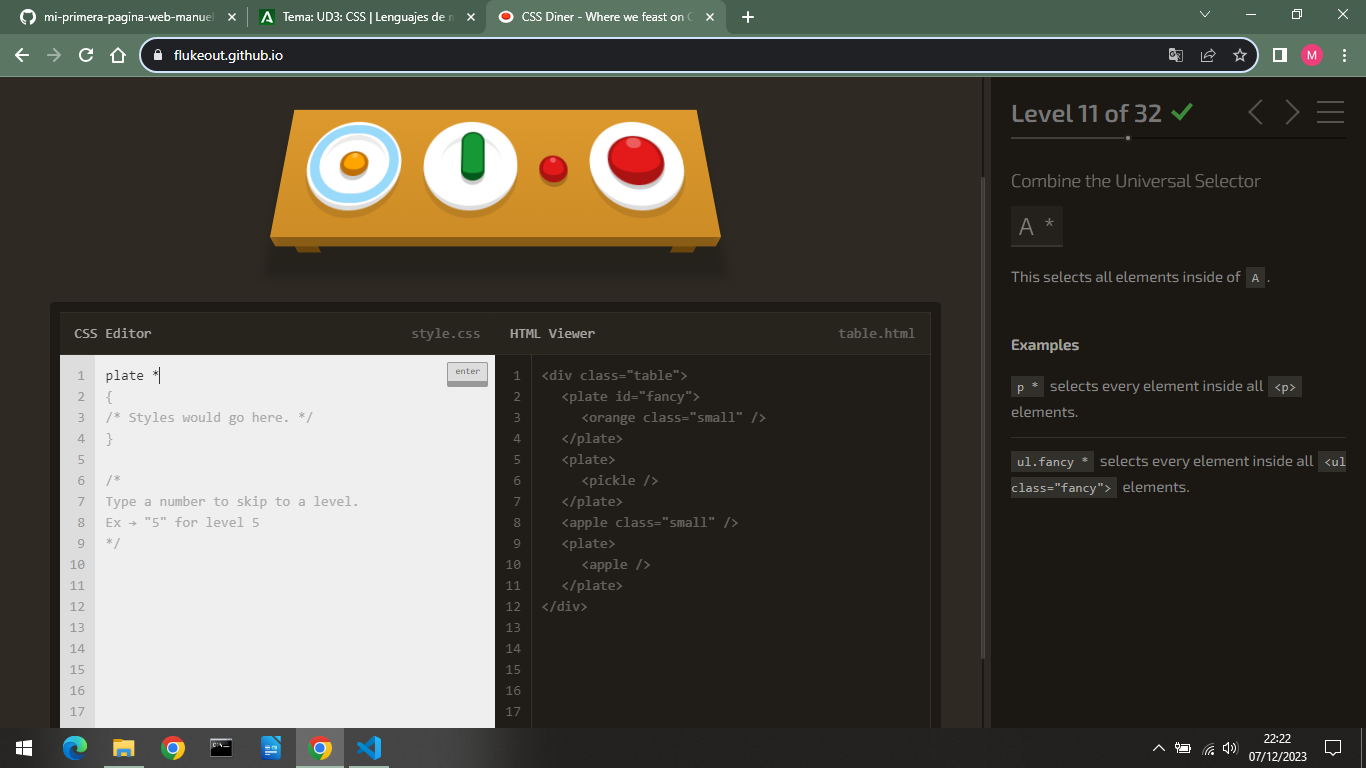 mi-primera-pagina-web-manuel
Tema: UD3: CSS | Lenguajes de m
CSS Diner - Where we feast on C
flukeout.github.io
M
Level 11 of 32
Combine the Universal Selector
A *
This selects all elements inside of A .
Examples
p * selects every element inside all <p>
elements.
ul.fancy * selects every element inside all <ul
class="fancy"> elements.
CSS Editor
style.css
HTML Viewer
table.html
enter
1 plate *
2 {
3 /* Styles would go here. */
4 }
5
6 /*
7 Type a number to skip to a level.
8 Ex → "5" for level 5
9 */
10
11
12
13
14
15
16
17
1 <div class="table">
2 <plate id="fancy">
3 <orange class="small" />
4 </plate>
5 <plate>
6 <pickle />
7 </plate>
8 <apple class="small" />
9 <plate>
10 <apple />
11 </plate>
12 </div>
13
14
15
16
17
22:22
07/12/2023